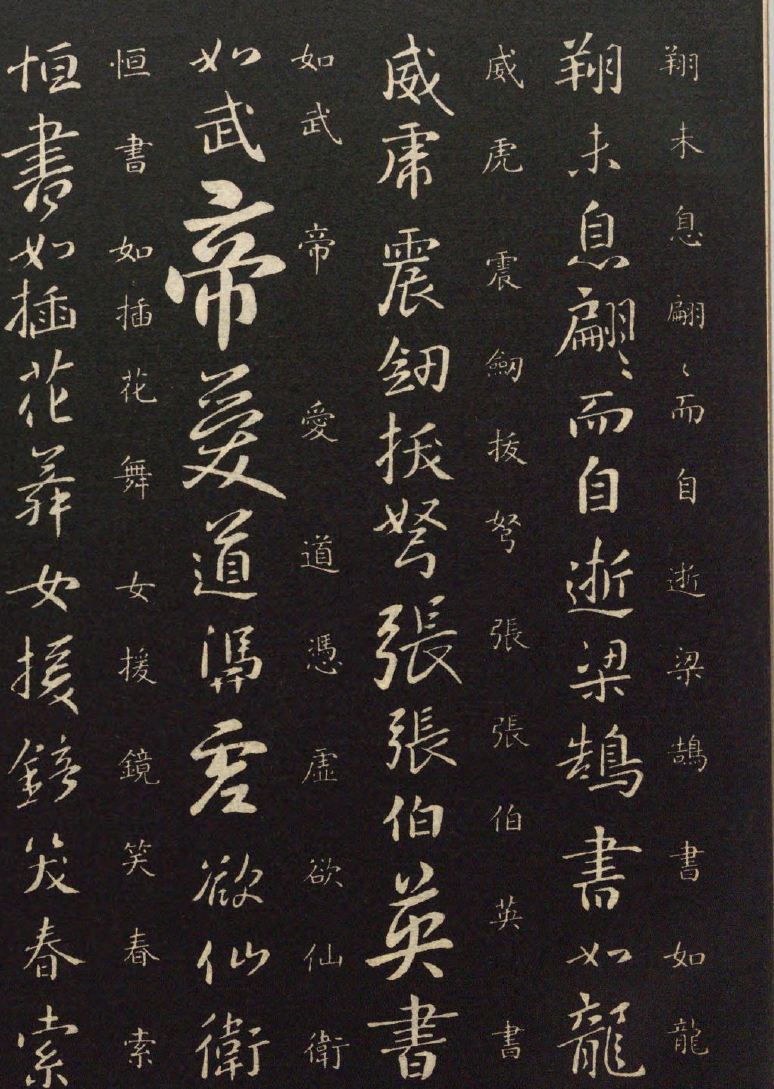 翔未息翩〻而自逝梁鵠書如龍
翔未息翩〻而自逝梁鵠書如龍
威虎震劒拔弩張張伯英書
威虎震劒拔弩張張伯英書
如武帝愛道憑虛欲仙衛
如武帝愛道憑虛欲仙衛
恒書如插花舞女援鏡笑春索
恒書如插花舞女援鏡笑春索